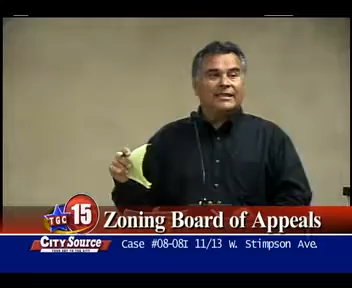 TGC 15
Zoning Board of Appeals
CITY SOURCE
Case #08-08I 11/13 W. Stimpson Ave.